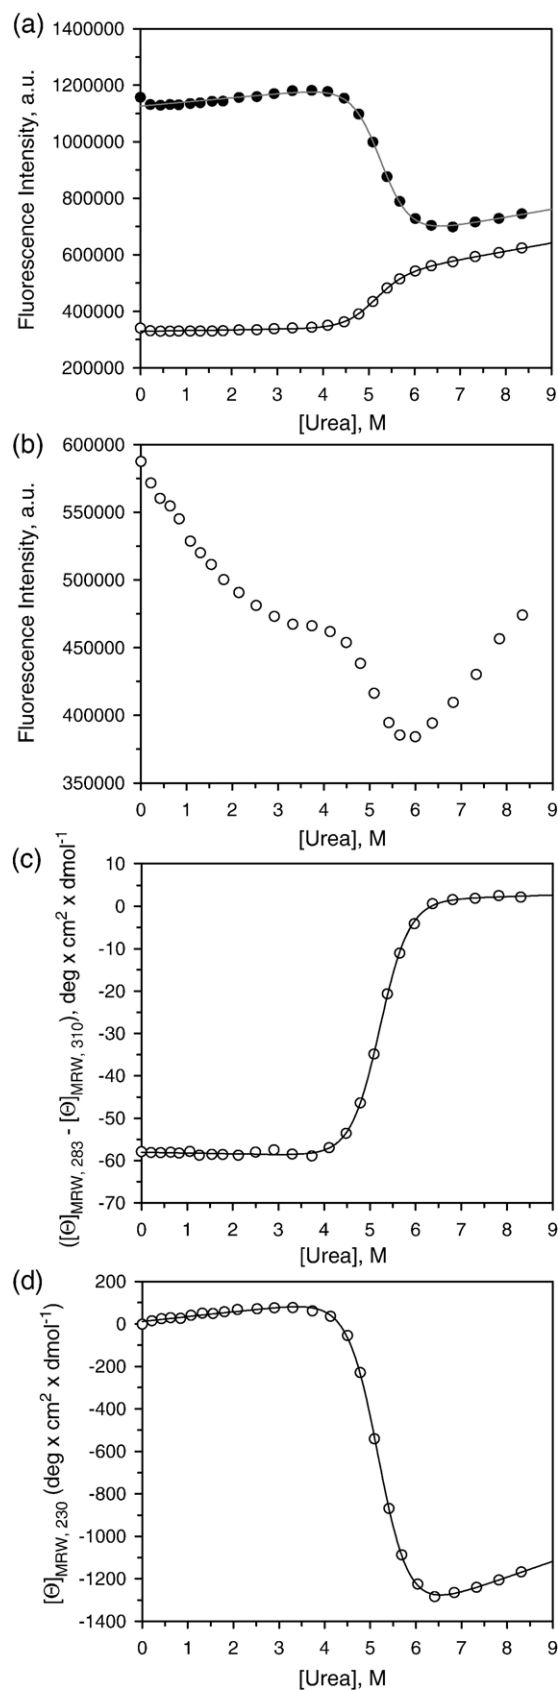 (a)
1400000
1200000
1000000
800000
600000
400000
200000
Fluorescence Intensity, a.u.
0 1 2 3 4 5 6 7 8 9
[Urea], M
(b)
600000
550000
500000
450000
400000
350000
Fluorescence Intensity, a.u.
0 1 2 3 4 5 6 7 8 9
[Urea], M
(c)
10
0
-10
-20
-30
-40
-50
-60
-70
([Θ]MRW, 283 - [Θ]MRW, 310), deg x cm² x dmol⁻¹
0 1 2 3 4 5 6 7 8 9
[Urea], M
(d)
200
0
-200
-400
-600
-800
-1000
-1200
-1400
[Θ]MRW, 230 (deg x cm² x dmol⁻¹)
0 1 2 3 4 5 6 7 8 9
[Urea], M